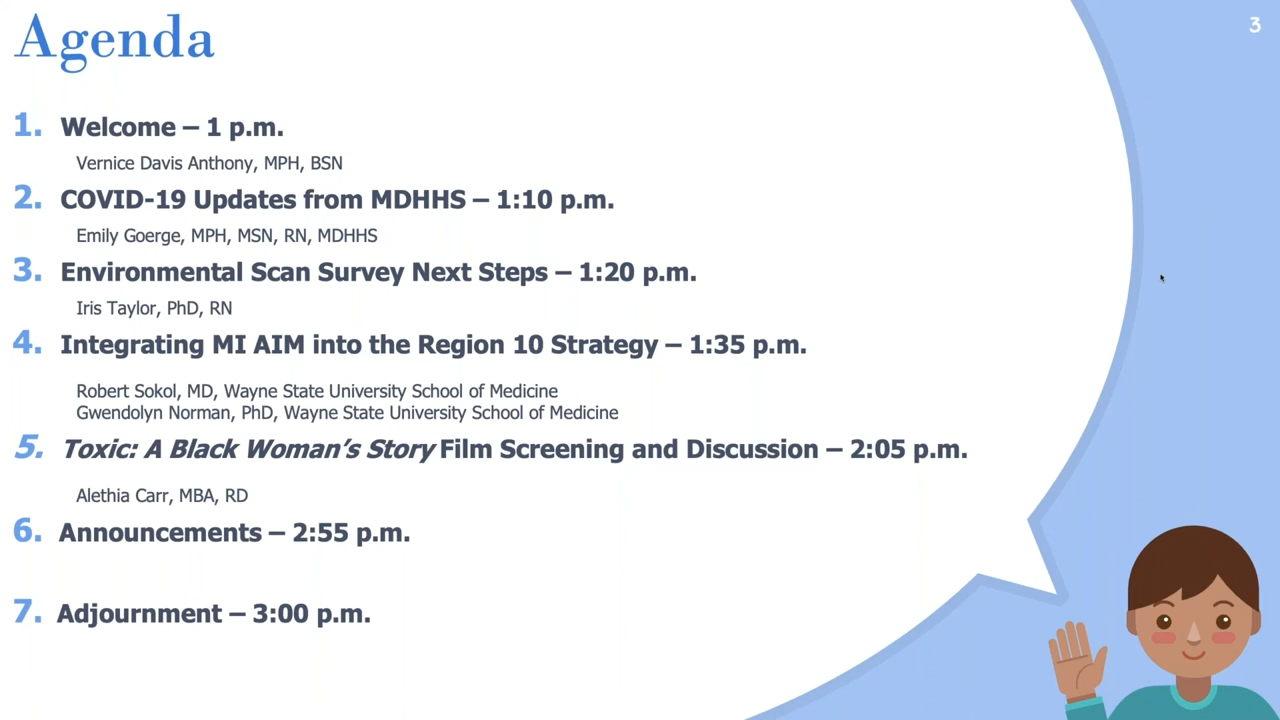 3
Agenda
1. Welcome – 1 p.m.
Vernice Davis Anthony, MPH, BSN
2. COVID-19 Updates from MDHHS – 1:10 p.m.
Emily Goerge, MPH, MSN, RN, MDHHS
3. Environmental Scan Survey Next Steps – 1:20 p.m.
Iris Taylor, PhD, RN
4. Integrating MI AIM into the Region 10 Strategy – 1:35 p.m.
Robert Sokol, MD, Wayne State University School of Medicine
Gwendolyn Norman, PhD, Wayne State University School of Medicine
5. Toxic: A Black Woman’s Story Film Screening and Discussion – 2:05 p.m.
Alethia Carr, MBA, RD
6. Announcements – 2:55 p.m.
7. Adjournment – 3:00 p.m.